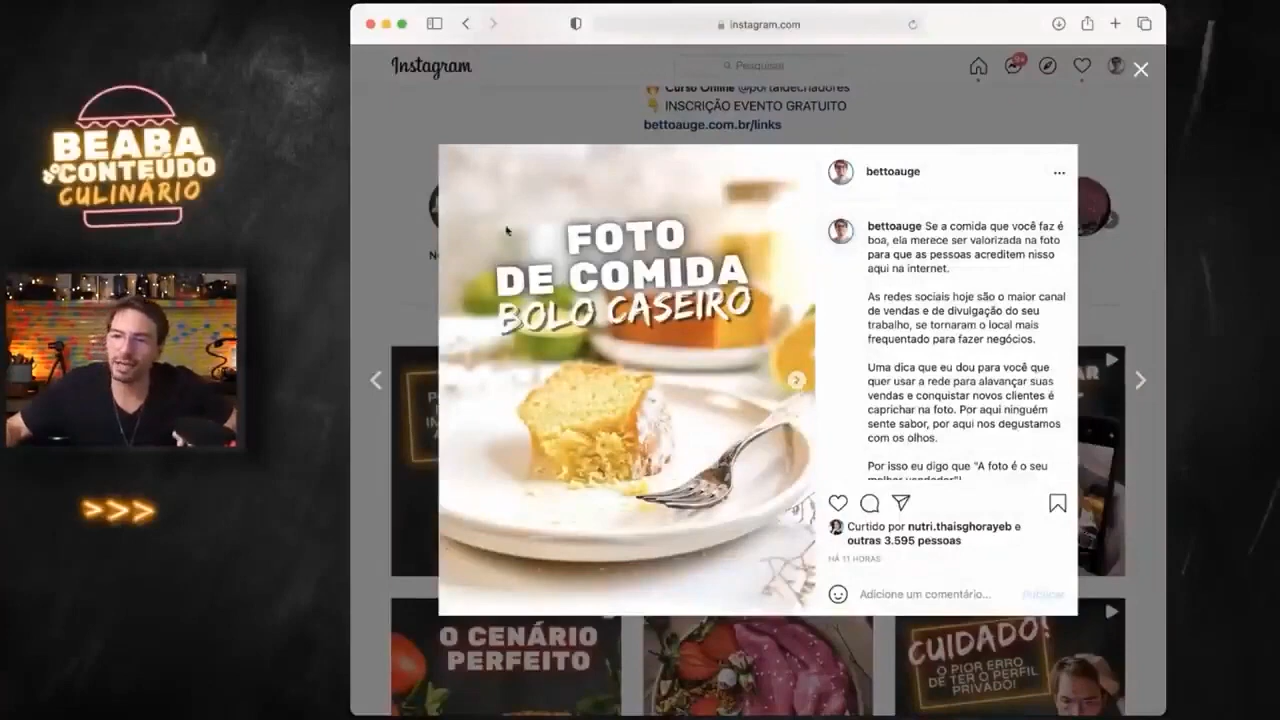 BEABA
do CONTEÚDO
CULINÁRIO
>>>
instagram.com
Instagram
Pesquisar
Curso Online @portaldecriadores
INSCRIÇÃO EVENTO GRATUITO
bettoauge.com.br/links
FOTO
DE COMIDA
BOLO CASEIRO
bettoauge
bettoauge Se a comida que você faz é
boa, ela merece ser valorizada na foto
para que as pessoas acreditem nisso
aqui na internet.
As redes sociais hoje são o maior canal
de vendas e de divulgação do seu
trabalho, se tornaram o local mais
frequentado para fazer negócios.
Uma dica que eu dou para você que
quer usar a rede para alavançar suas
vendas e conquistar novos clientes é
caprichar na foto. Por aqui ninguém
sente sabor, por aqui nos degustamos
com os olhos.
Por isso eu digo que "A foto é o seu
melhor vendedor"!
Curtido por nutri.thaisghorayeb e
outras 3.595 pessoas
HÁ 11 HORAS
Adicione um comentário...
Publicar
O CENÁRIO
PERFEITO
CUIDADO!
O PIOR ERRO
DE TER O PERFIL
PRIVADO!